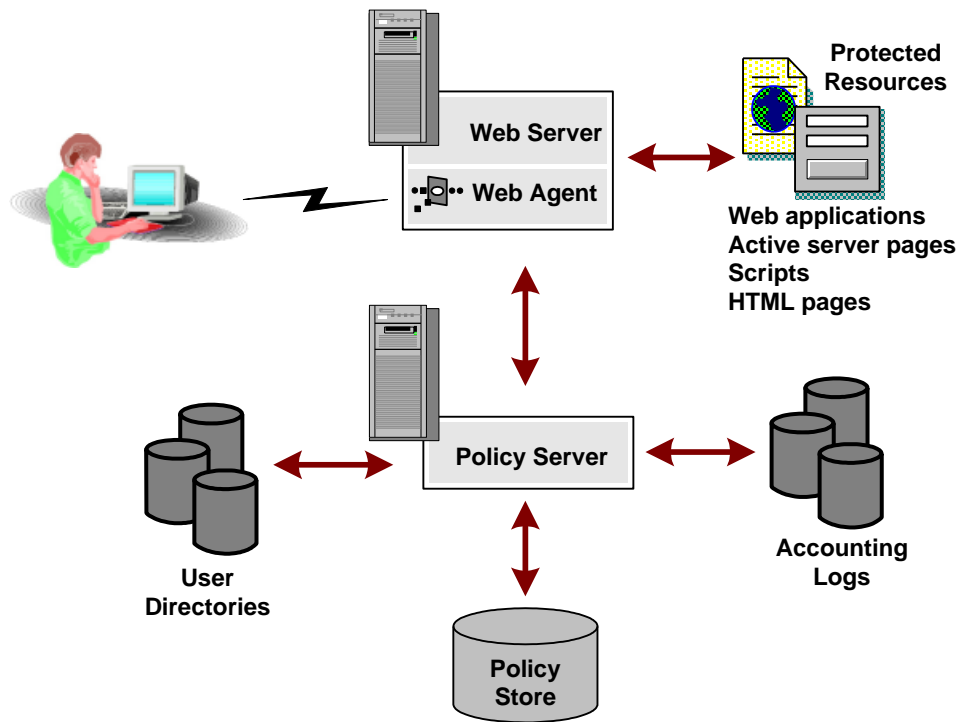 Protected
Resources
Web Server
Web Agent
Web applications
Active server pages
Scripts
HTML pages
Policy Server
User
Directories
Accounting
Logs
Policy
Store